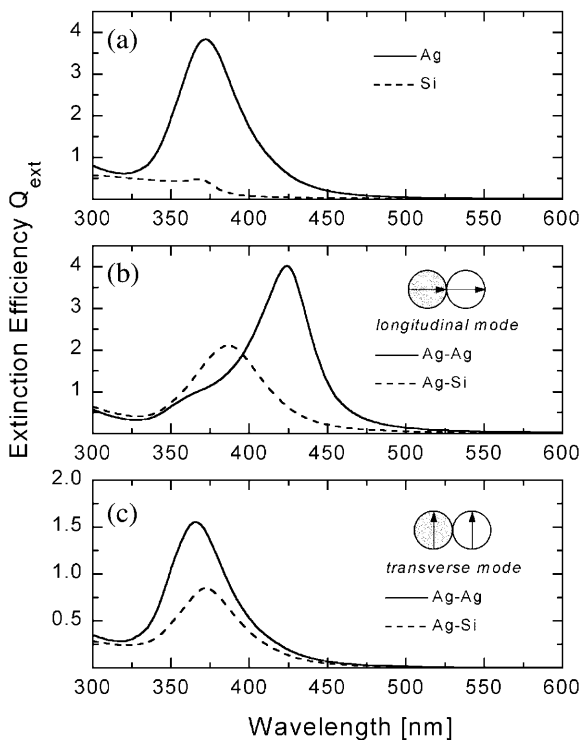 Extinction Efficiency Q_ext
(a)
4
3
2
1
Ag
Si
300 350 400 450 500 550 600
(b)
4
3
2
1
longitudinal mode
Ag-Ag
Ag-Si
300 350 400 450 500 550 600
(c)
2.0
1.5
1.0
0.5
transverse mode
Ag-Ag
Ag-Si
300 350 400 450 500 550 600
Wavelength [nm]